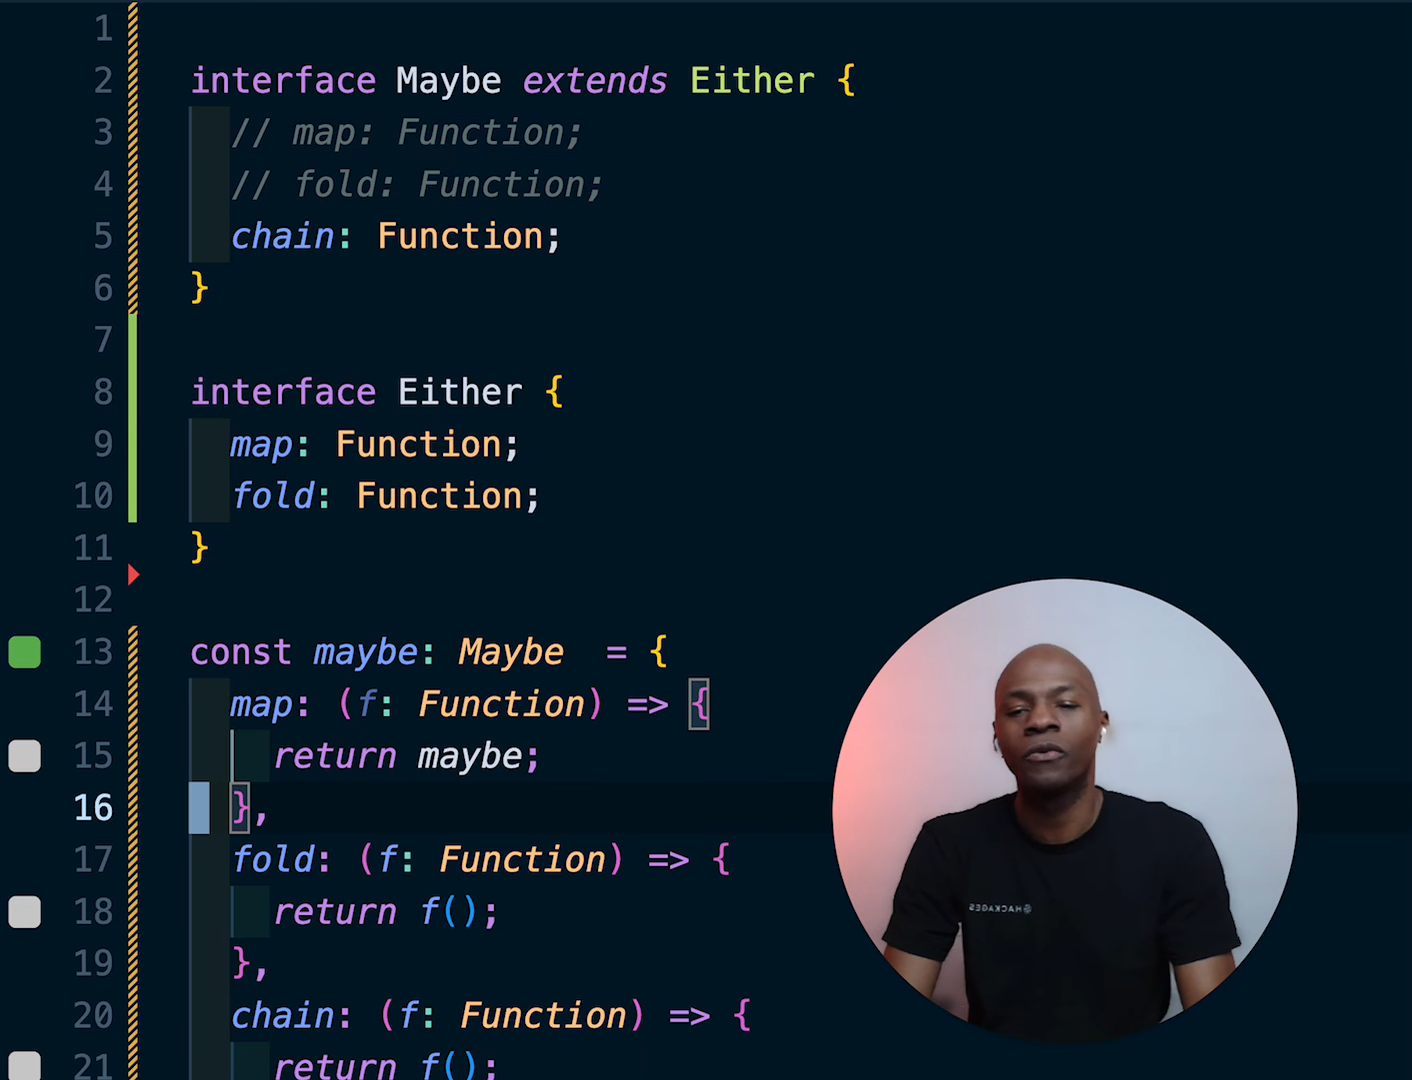 1
2 interface Maybe extends Either {
3 // map: Function;
4 // fold: Function;
5 chain: Function;
6 }
7
8 interface Either {
9 map: Function;
10 fold: Function;
11 }
12
13 const maybe: Maybe = {
14 map: (f: Function) => {
15 return maybe;
16 },
17 fold: (f: Function) => {
18 return f();
19 },
20 chain: (f: Function) => {
21 return f();
HACKAGES